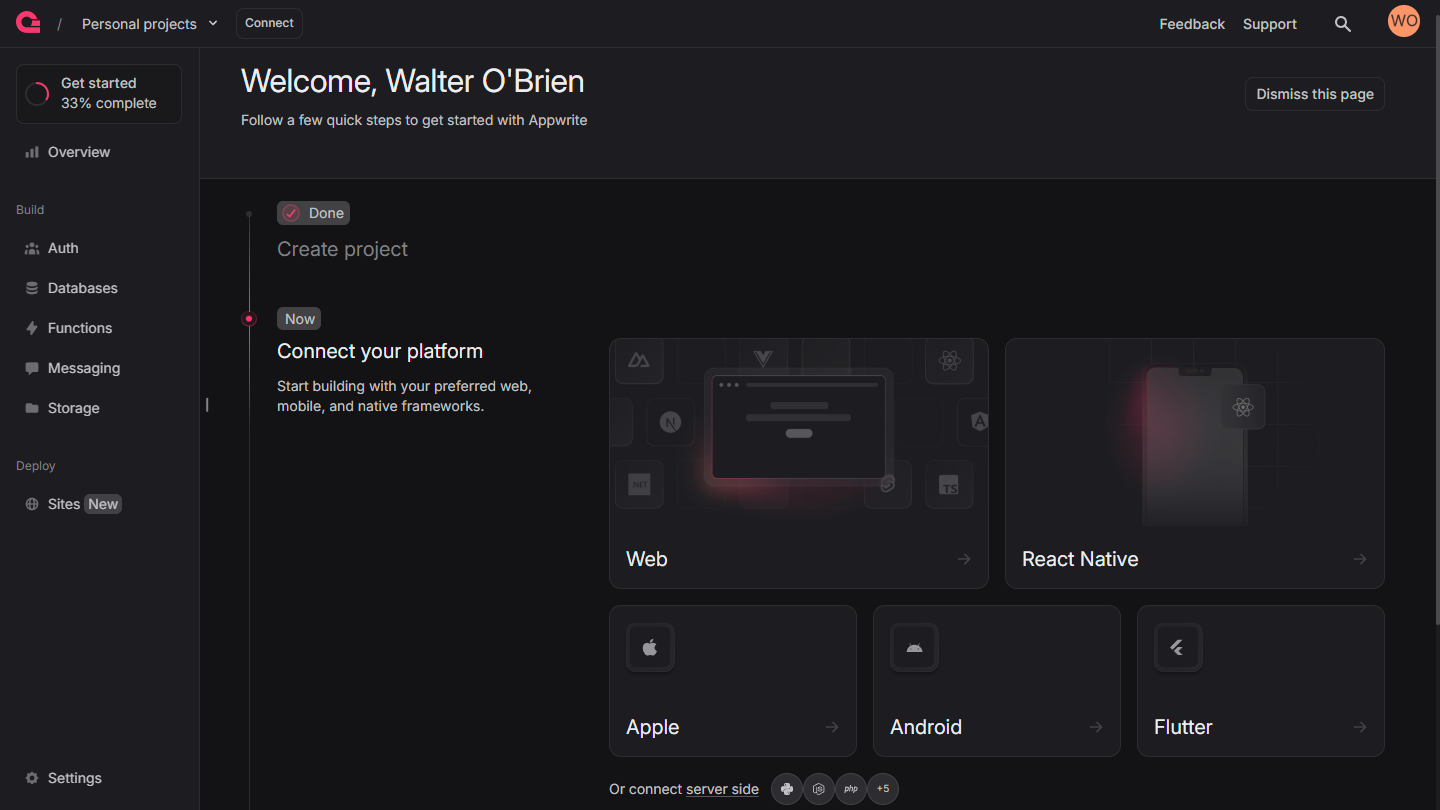 / Personal projects Connect Feedback Support WO
Get started
33% complete
Overview
Build
Auth
Databases
Functions
Messaging
Storage
Deploy
Sites New
Settings
Welcome, Walter O'Brien
Follow a few quick steps to get started with Appwrite
Dismiss this page
Done
Create project
Now
Connect your platform
Start building with your preferred web,
mobile, and native frameworks.
N
A
.NET
TS
Web
React Native
Apple
Android
Flutter
Or connect server side php +5